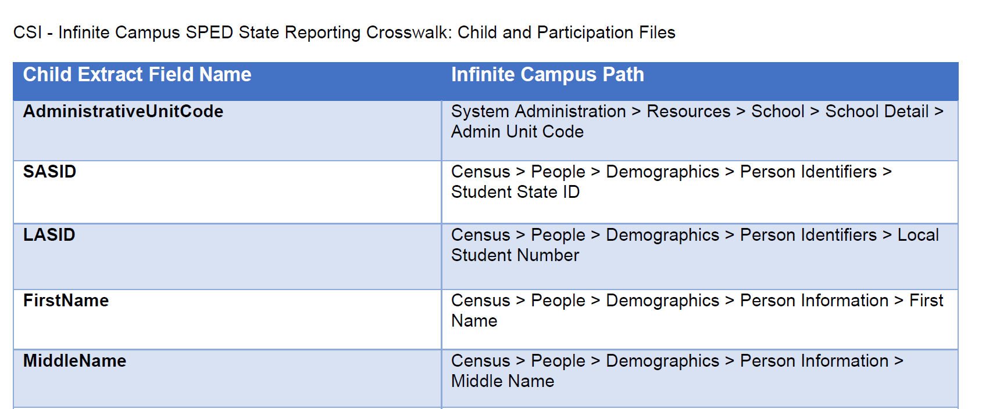 CSI - Infinite Campus SPED State Reporting Crosswalk: Child and Participation Files
Child Extract Field Name
Infinite Campus Path
AdministrativeUnitCode
System Administration > Resources > School > School Detail >
Admin Unit Code
SASID
Census > People > Demographics > Person Identifiers >
Student State ID
LASID
Census > People > Demographics > Person Identifiers > Local
Student Number
FirstName
Census > People > Demographics > Person Information > First
Name
MiddleName
Census > People > Demographics > Person Information >
Middle Name